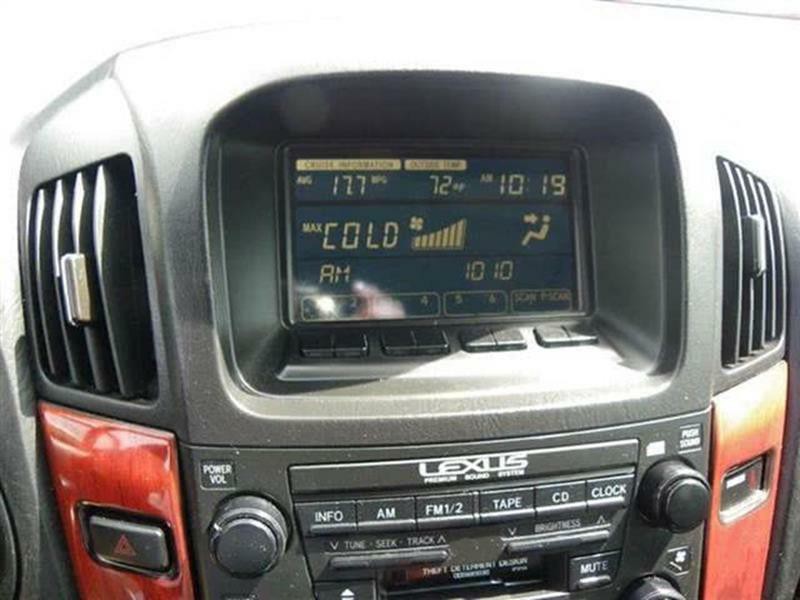 CRUISE INFORMATION OUTSIDE TEMP
AVG 17.7 MPG 72°F AM 10:19
MAX COLD
AM 1010
4 5 6 SCAN P·SCAN
LEXUS
PREMIUM SOUND SYSTEM
POWER
VOL
PUSH
SOUND
INFO AM FM1/2 TAPE CD CLOCK
∨ TUNE · SEEK · TRACK ∧
∨ BRIGHTNESS ∧
THEFT DETERRENT DESIGN
MUTE